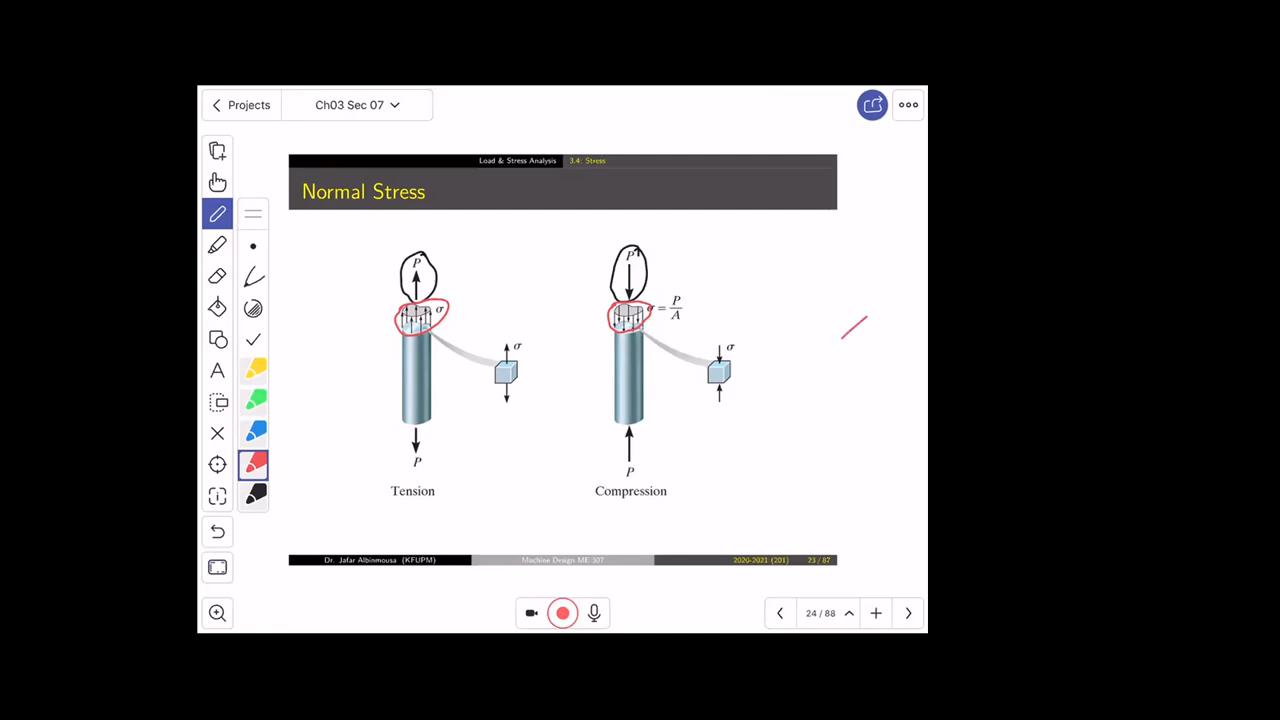 Projects
Ch03 Sec 07
Load & Stress Analysis
3.4: Stress
Normal Stress
P
P
σ
σ = P/A
σ
σ
P
P
Tension
Compression
Dr. Jafar Albinmousa (KFUPM)
Machine Design ME 307
2020-2021 (201)
23 / 87
24 / 88